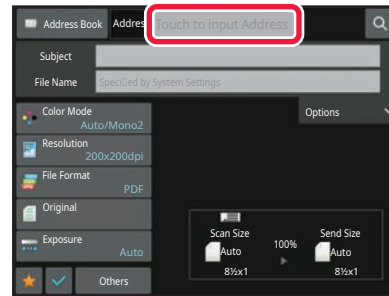 Address Book Addres Touch to input Address
Subject
File Name Specified by System Settings
Options
Color Mode
Auto/Mono2
Resolution
200x200dpi
File Format
PDF
Original
Exposure
Auto
Others
Scan Size
Auto
8½x1
100%
Send Size
Auto
8½x1